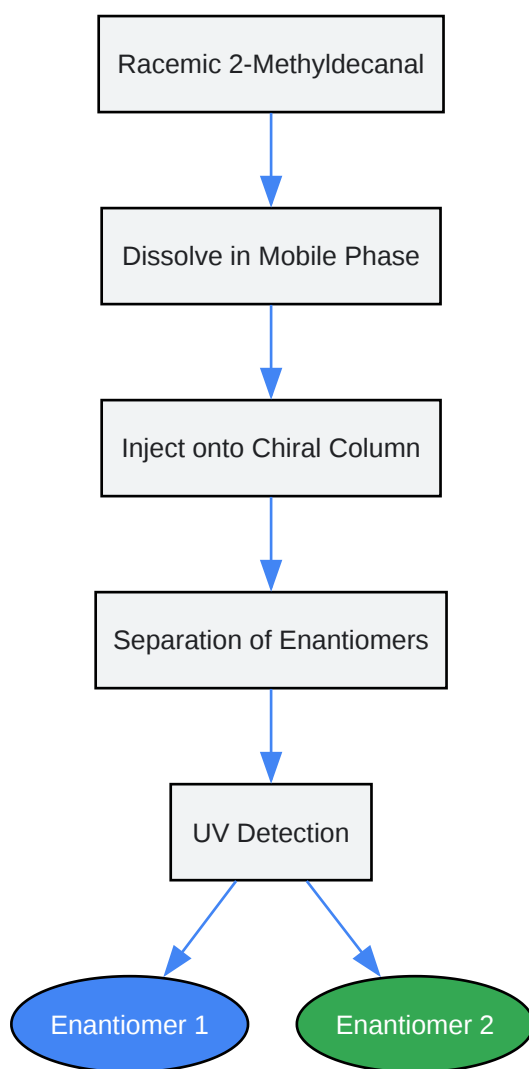 Racemic 2-Methyldecanal
Dissolve in Mobile Phase
Inject onto Chiral Column
Separation of Enantiomers
UV Detection
Enantiomer 1
Enantiomer 2